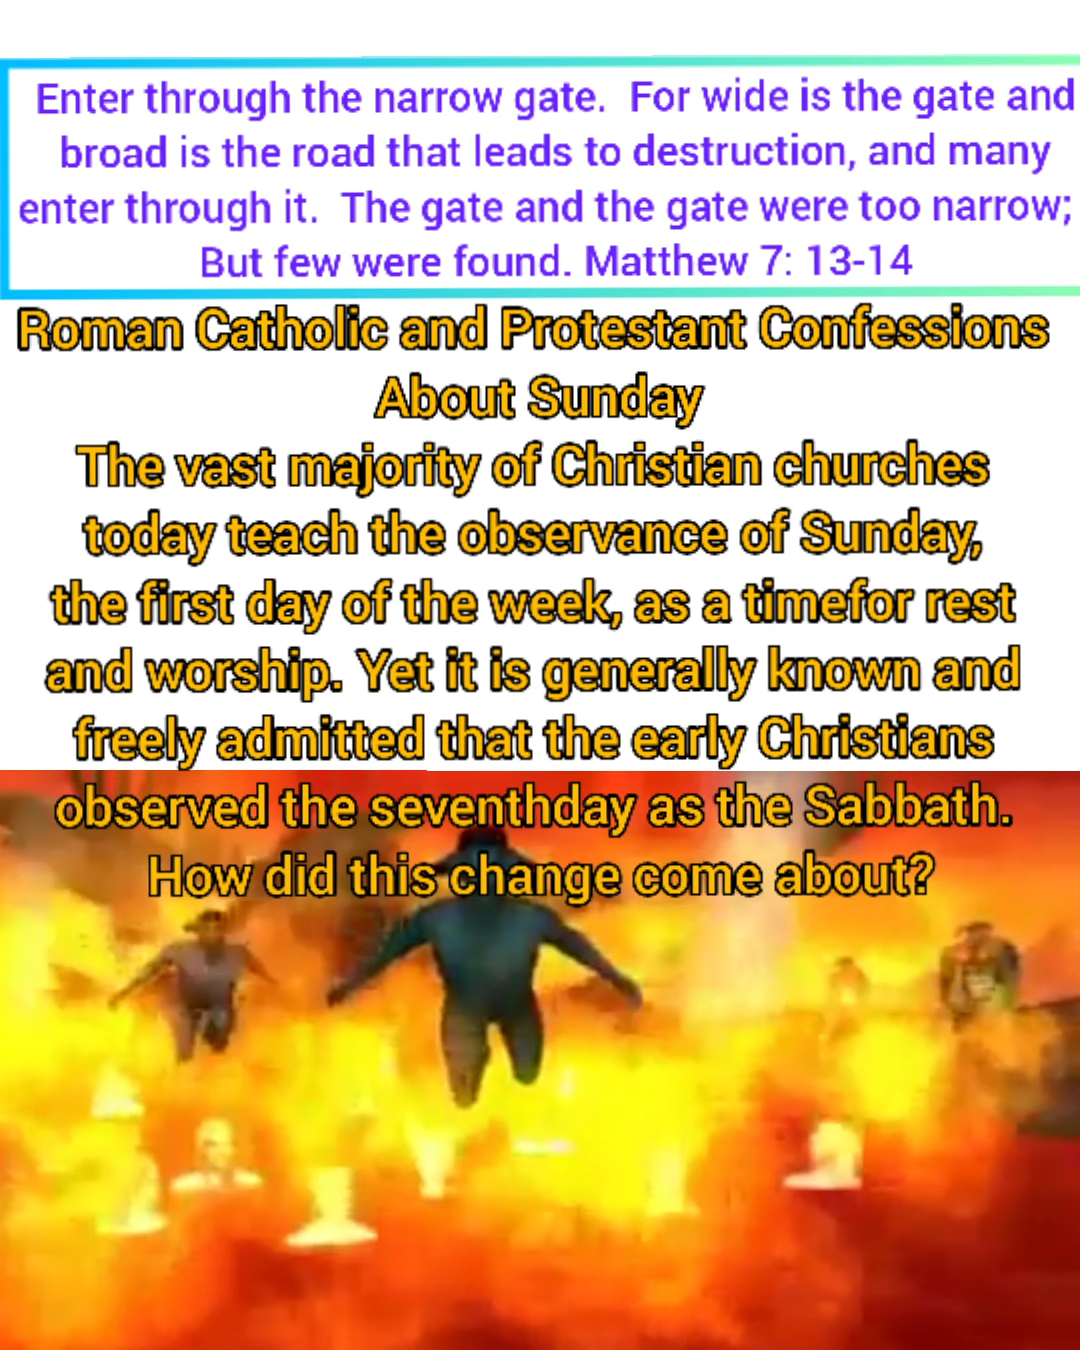 Enter through the narrow gate.  For wide is the gate and
broad is the road that leads to destruction, and many
enter through it.  The gate and the gate were too narrow;
But few were found. Matthew 7: 13-14
Roman Catholic and Protestant Confessions
About Sunday
The vast majority of Christian churches
today teach the observance of Sunday,
the first day of the week, as a timefor rest
and worship. Yet it is generally known and
freely admitted that the early Christians
observed the seventhday as the Sabbath.
How did this change come about?